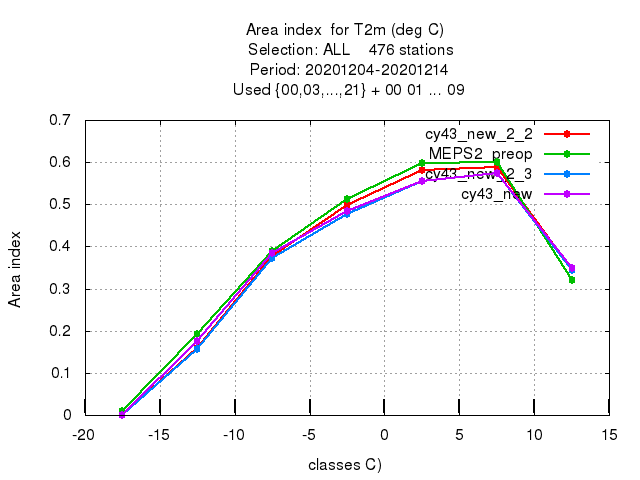 Area index  for T2m (deg C)
Selection: ALL    476 stations
Period: 20201204-20201214
Used {00,03,...,21} + 00 01 ... 09
0.7
0.6
0.5
0.4
0.3
0.2
0.1
0
cy43_new_2_2
MEPS2_preop
cy43_new_2_3
cy43_new
Area index
-20 -15 -10 -5 0 5 10 15
classes C)